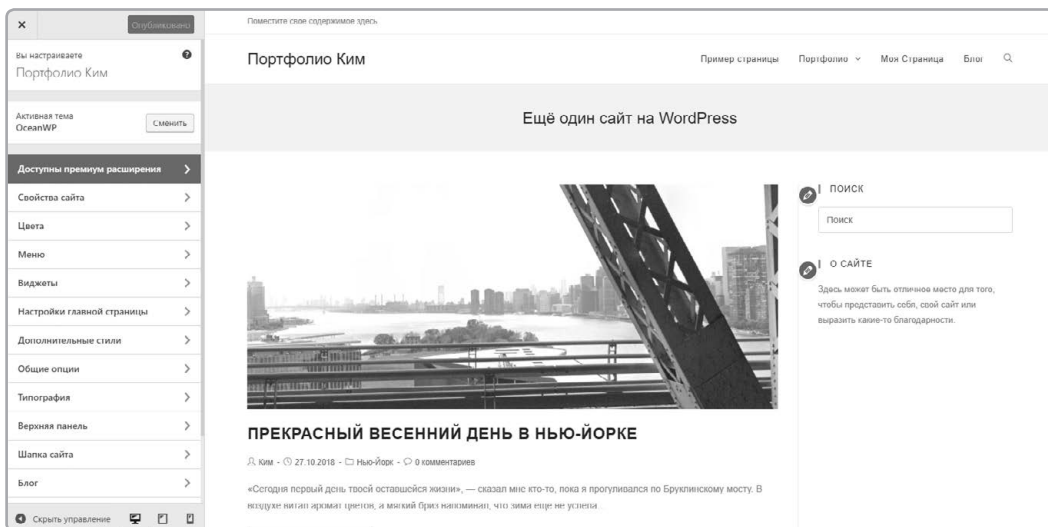 Опубликовано
Вы настраиваете
Портфолио Ким
Активная тема
OceanWP
Сменить
Доступны премиум расширения
Свойства сайта
Цвета
Меню
Виджеты
Настройки главной страницы
Дополнительные стили
Общие опции
Типография
Верхняя панель
Шапка сайта
Блог
Скрыть управление
Поместите свое содержимое здесь
Портфолио Ким
Пример страницы Портфолио Моя Страница Блог
Ещё один сайт на WordPress
ПРЕКРАСНЫЙ ВЕСЕННИЙ ДЕНЬ В НЬЮ-ЙОРКЕ
Ким - 27.10.2018 - Нью-Йорк - 0 комментариев
«Сегодня первый день твоей оставшейся жизни», — сказал мне кто-то, пока я прогуливался по Бруклинскому мосту. В
воздухе витал аромат цветов, а мягкий бриз напоминал, что зима еще не успела
ПОИСК
Поиск
О САЙТЕ
Здесь может быть отличное место для того,
чтобы представить себя, свой сайт или
выразить какие-то благодарности.